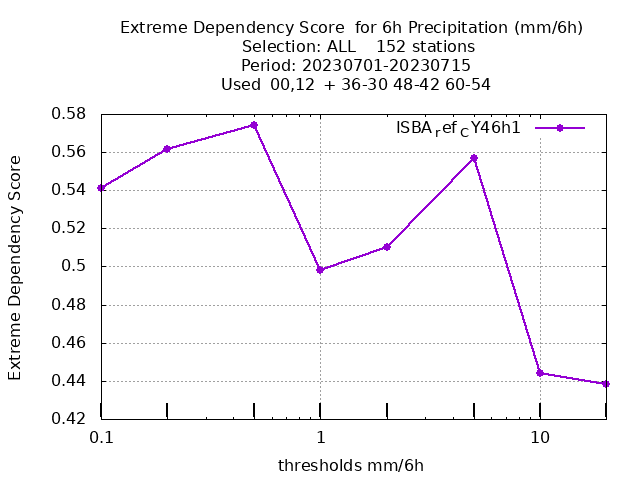 Extreme Dependency Score  for 6h Precipitation (mm/6h)
Selection: ALL    152 stations
Period: 20230701-20230715
Used  00,12  + 36-30 48-42 60-54
ISBA_ref_CY46h1
Extreme Dependency Score
0.58
0.56
0.54
0.52
0.5
0.48
0.46
0.44
0.42
0.1
1
10
thresholds mm/6h